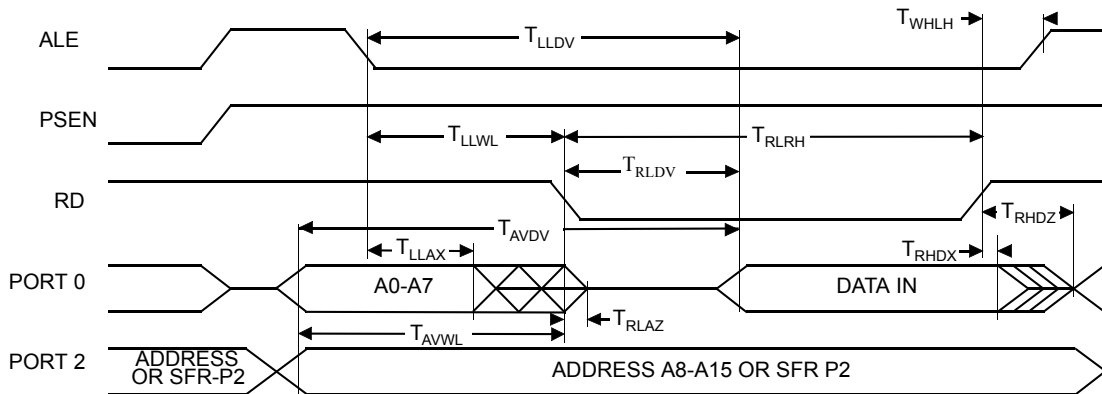 ALE
T_WHLH
T_LLDV
PSEN
T_LLWL
T_RLRH
T_RLDV
RD
T_RHDZ
T_AVDV
T_LLAX
T_RHDX
PORT 0
A0-A7
DATA IN
T_RLAZ
T_AVWL
PORT 2
ADDRESS
OR SFR-P2
ADDRESS A8-A15 OR SFR P2